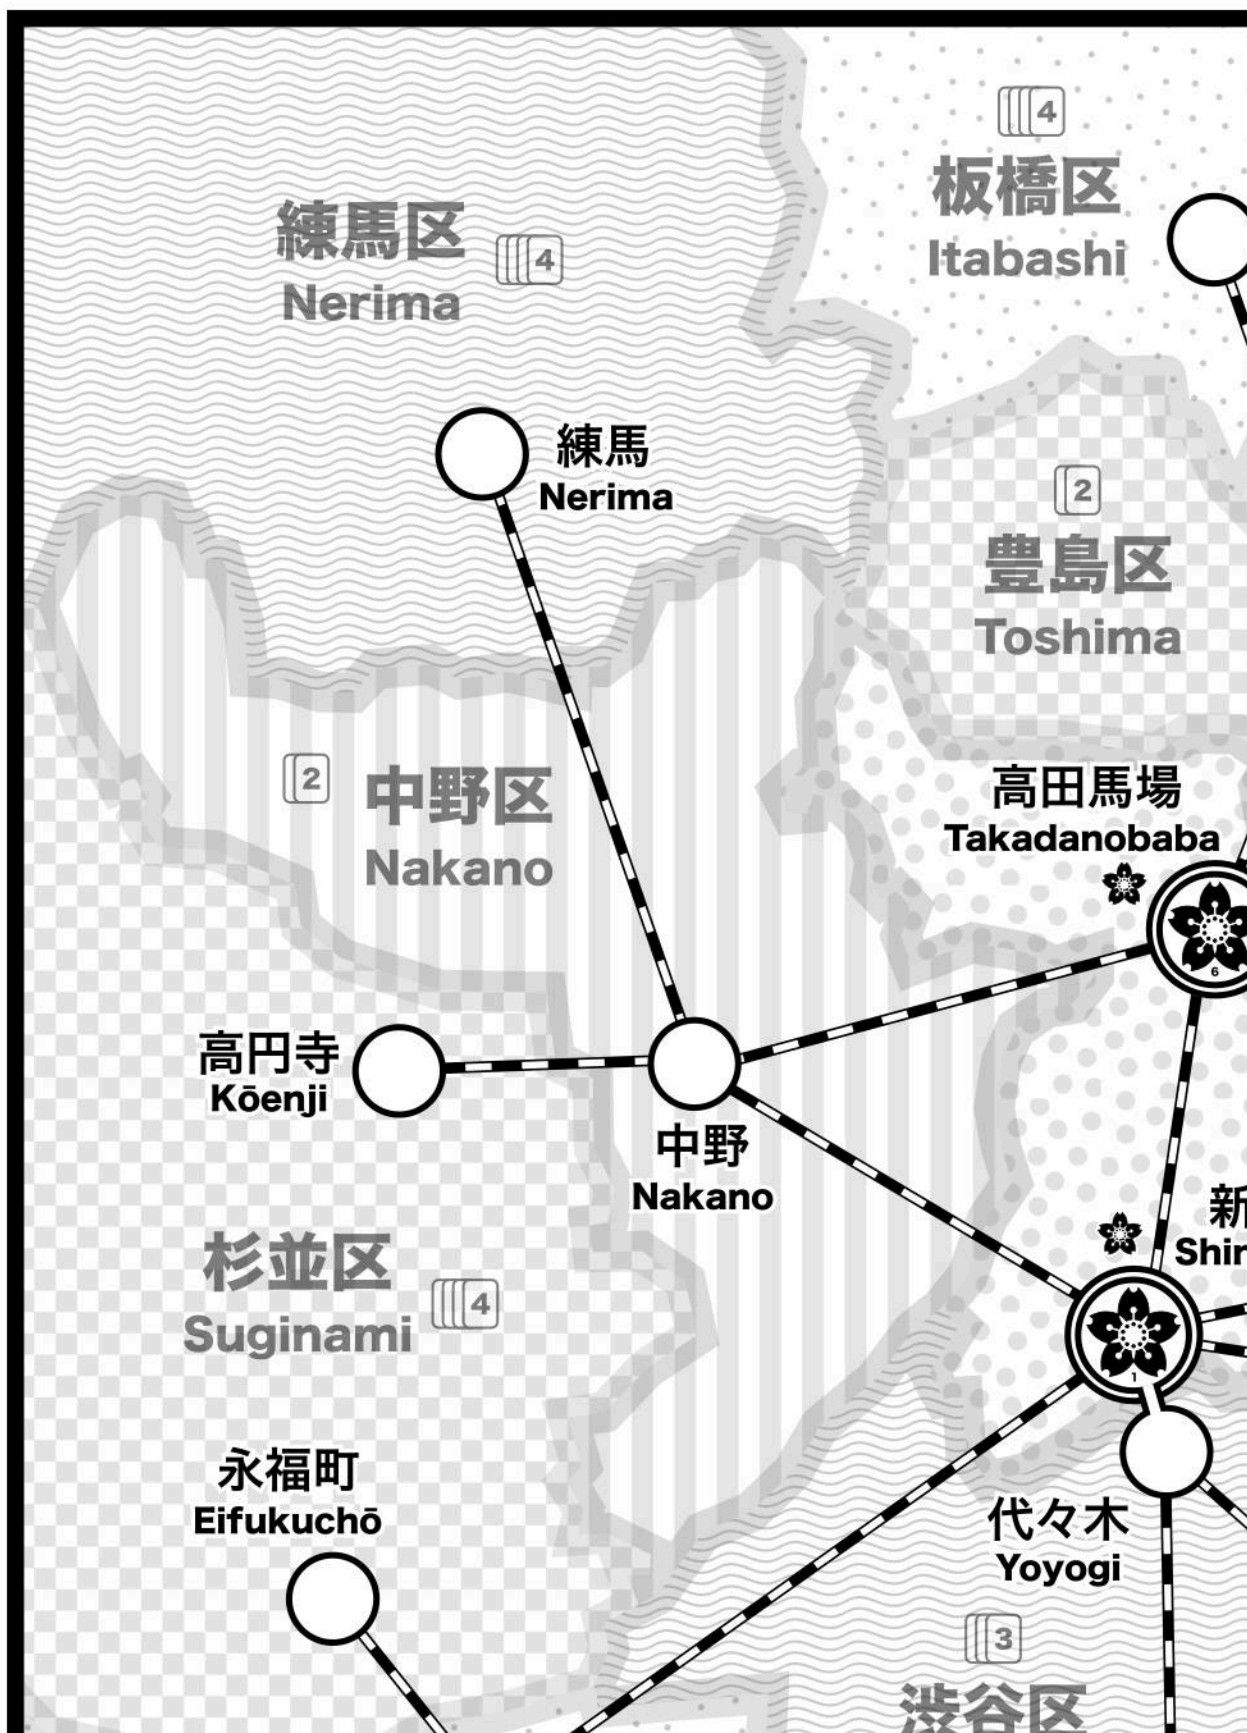 4
板橋区
Itabashi
練馬区
4
Nerima
練馬
Nerima
2
豊島区
Toshima
2
中野区
Nakano
高田馬場
Takadanobaba
6
高円寺
Kōenji
中野
Nakano
新
Shin
杉並区
4
Suginami
1
永福町
Eifukuchō
代々木
Yoyogi
3
渋谷区